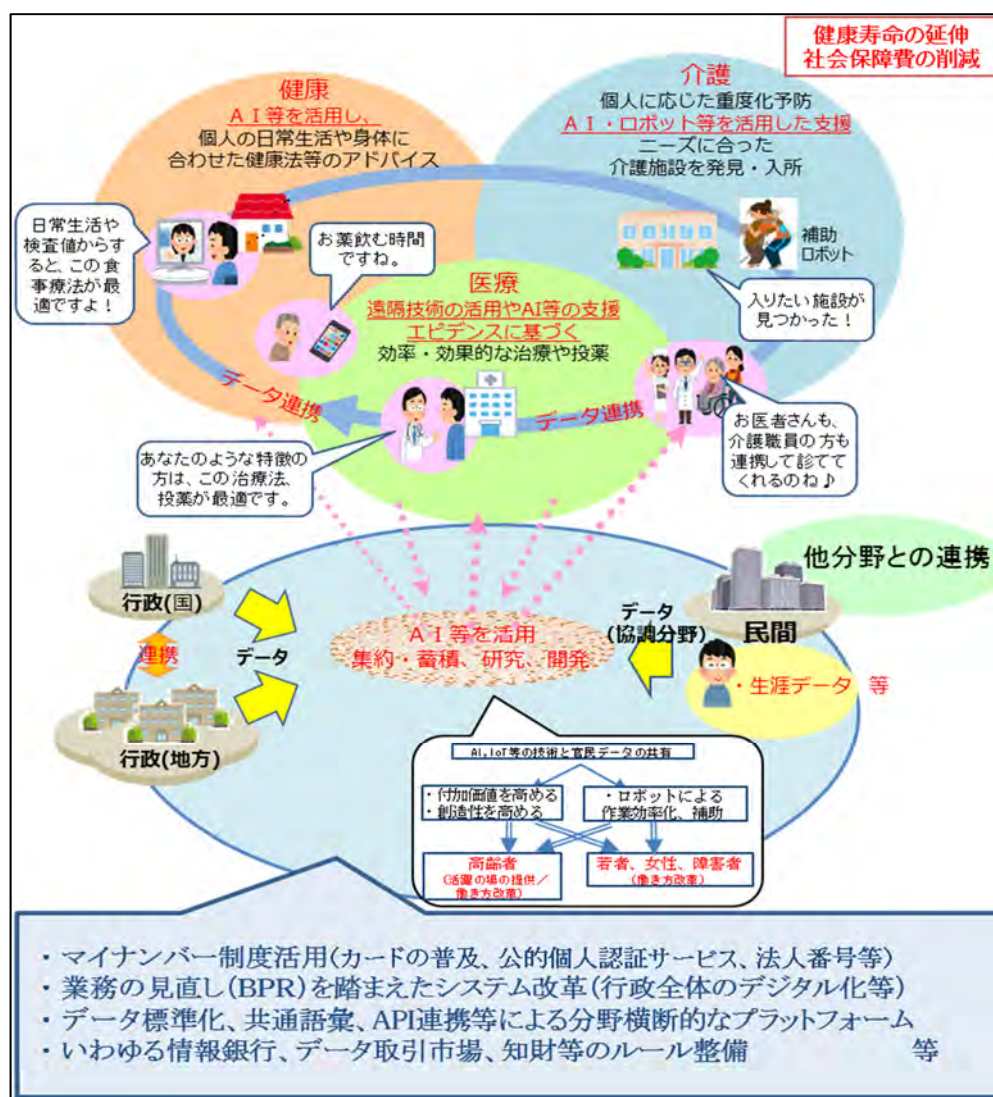 健康寿命の延伸
社会保障費の削減
健康
ＡＩ等を活用し、
個人の日常生活や身体に
合わせた健康法等のアドバイス
介護
個人に応じた重度化予防
ＡＩ・ロボット等を活用した支援
ニーズに合った
介護施設を発見・入所
日常生活や
検査値からす
ると、この食
事療法が最
適ですよ！
お薬飲む時間
ですね。
補助
ロボット
入りたい施設が
見つかった！
医療
遠隔技術の活用やAI等の支援
エビデンスに基づく
効率・効果的な治療や投薬
データ連携
データ連携
あなたのような特徴の
方は、この治療法、
投薬が最適です。
お医者さんも、
介護職員の方も
連携して診てて
くれるのね♪
行政(国)
連携
行政(地方)
データ
ＡＩ等を活用
集約・蓄積、研究、開発
データ
(協調分野)
民間
他分野との連携
・生涯データ 等
AI,IoT等の技術と官民データの共有
・付加価値を高める
・創造性を高める
・ロボットによる
作業効率化、補助
高齢者
(活躍の場の提供／
働き方改革)
若者、女性、障害者
(働き方改革)
・マイナンバー制度活用(カードの普及、公的個人認証サービス、法人番号等)
・業務の見直し(BPR)を踏まえたシステム改革(行政全体のデジタル化等)
・データ標準化、共通語彙、API連携等による分野横断的なプラットフォーム
・いわゆる情報銀行、データ取引市場、知財等のルール整備 等